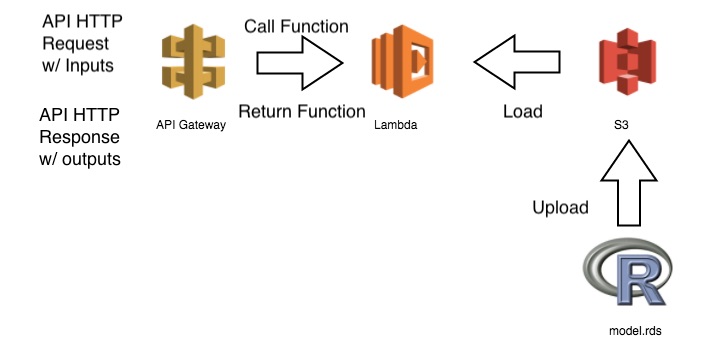 API HTTP
Request
w/ Inputs
Call Function
API HTTP
Response
w/ outputs
Return Function
API Gateway
Lambda
Load
S3
Upload
R
model.rds